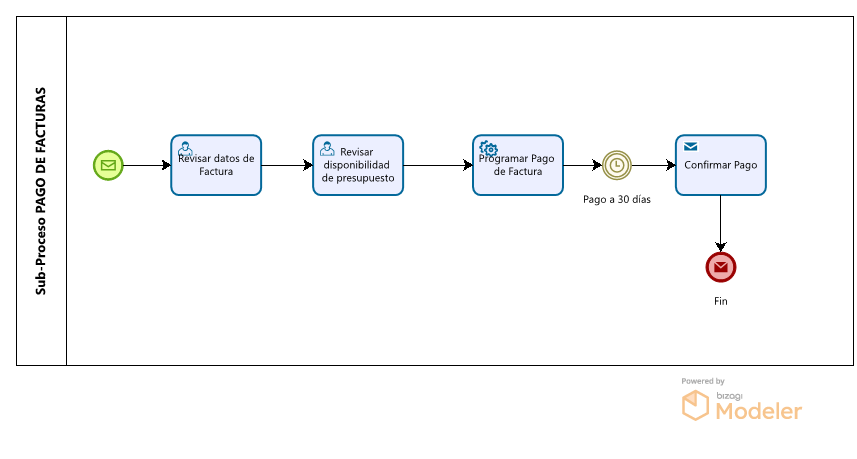 Sub-Proceso PAGO DE FACTURAS
Revisar datos de
Factura
Revisar
disponibilidad
de presupuesto
Programar Pago
de Factura
Pago a 30 días
Confirmar Pago
Fin
Powered by
bizagi
Modeler